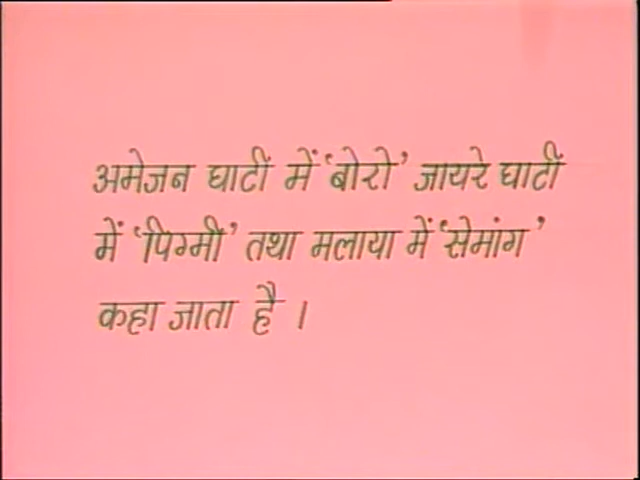 अमेजन घाटी में ‘बोरो’ जायरे घाटी
में ‘पिग्मी’ तथा मलाया में ‘सेमांग’
कहा जाता है ।